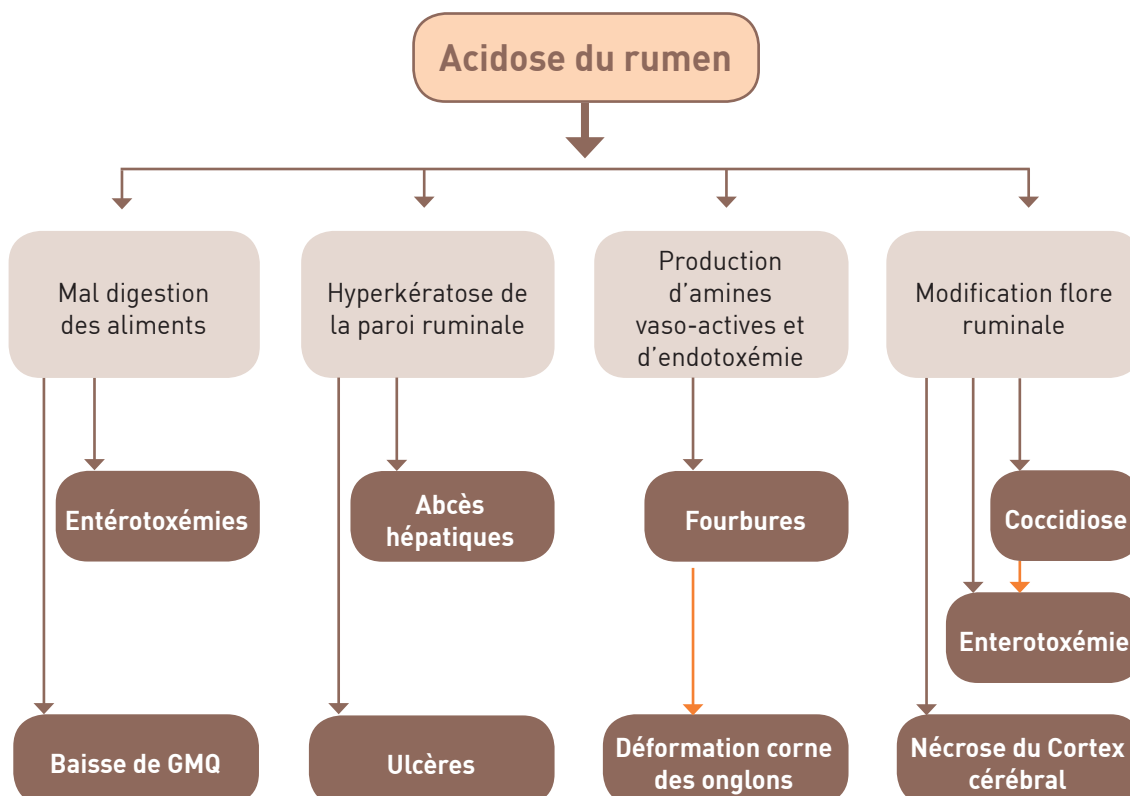 Acidose du rumen
Mal digestion
des aliments
Hyperkératose de
la paroi ruminale
Production
d'amines
vaso-actives et
d'endotoxémie
Modification flore
ruminale
Entérotoxémies
Abcès
hépatiques
Fourbures
Coccidiose
Enterotoxémie
Baisse de GMQ
Ulcères
Déformation corne
des onglons
Nécrose du Cortex
cérébral